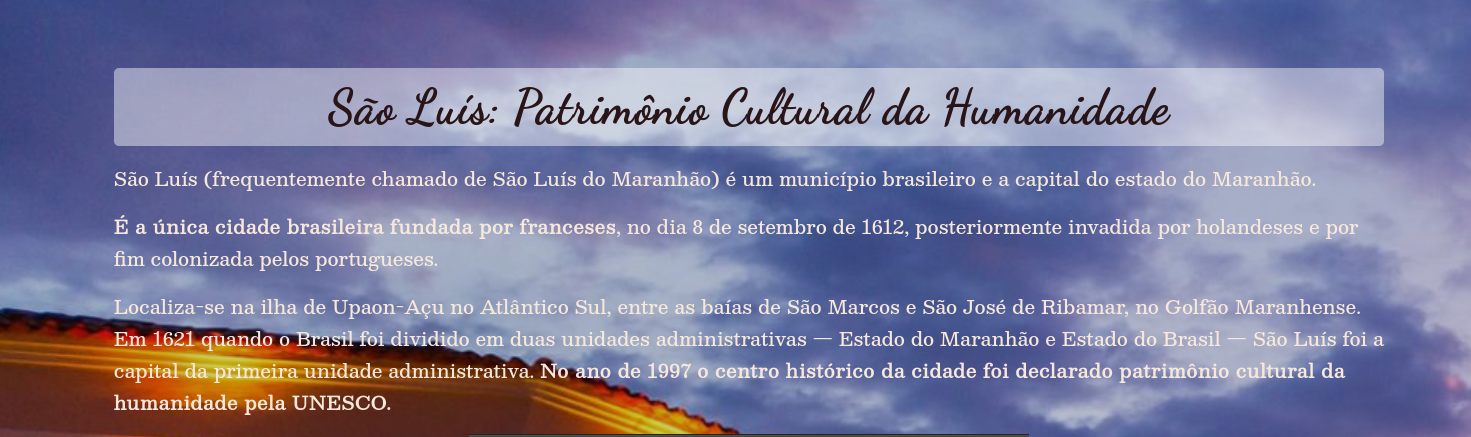 São Luís: Patrimônio Cultural da Humanidade
São Luís (frequentemente chamado de São Luís do Maranhão) é um município brasileiro e a capital do estado do Maranhão.
É a única cidade brasileira fundada por franceses, no dia 8 de setembro de 1612, posteriormente invadida por holandeses e por
fim colonizada pelos portugueses.
Localiza-se na ilha de Upaon-Açu no Atlântico Sul, entre as baías de São Marcos e São José de Ribamar, no Golfão Maranhense.
Em 1621 quando o Brasil foi dividido em duas unidades administrativas — Estado do Maranhão e Estado do Brasil — São Luís foi a
capital da primeira unidade administrativa. No ano de 1997 o centro histórico da cidade foi declarado patrimônio cultural da
humanidade pela UNESCO.